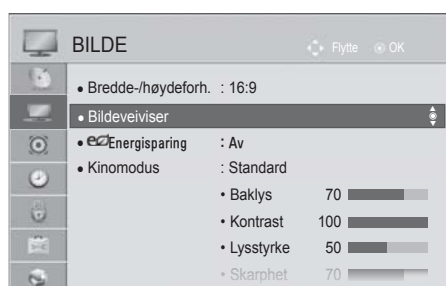 BILDE
Flytte OK
• Bredde-/høydeforh. : 16:9
• Bildeveiviser
• eco Energisparing : Av
• Kinomodus : Standard
• Baklys 70
• Kontrast 100
• Lysstyrke 50
• Skarphet 70